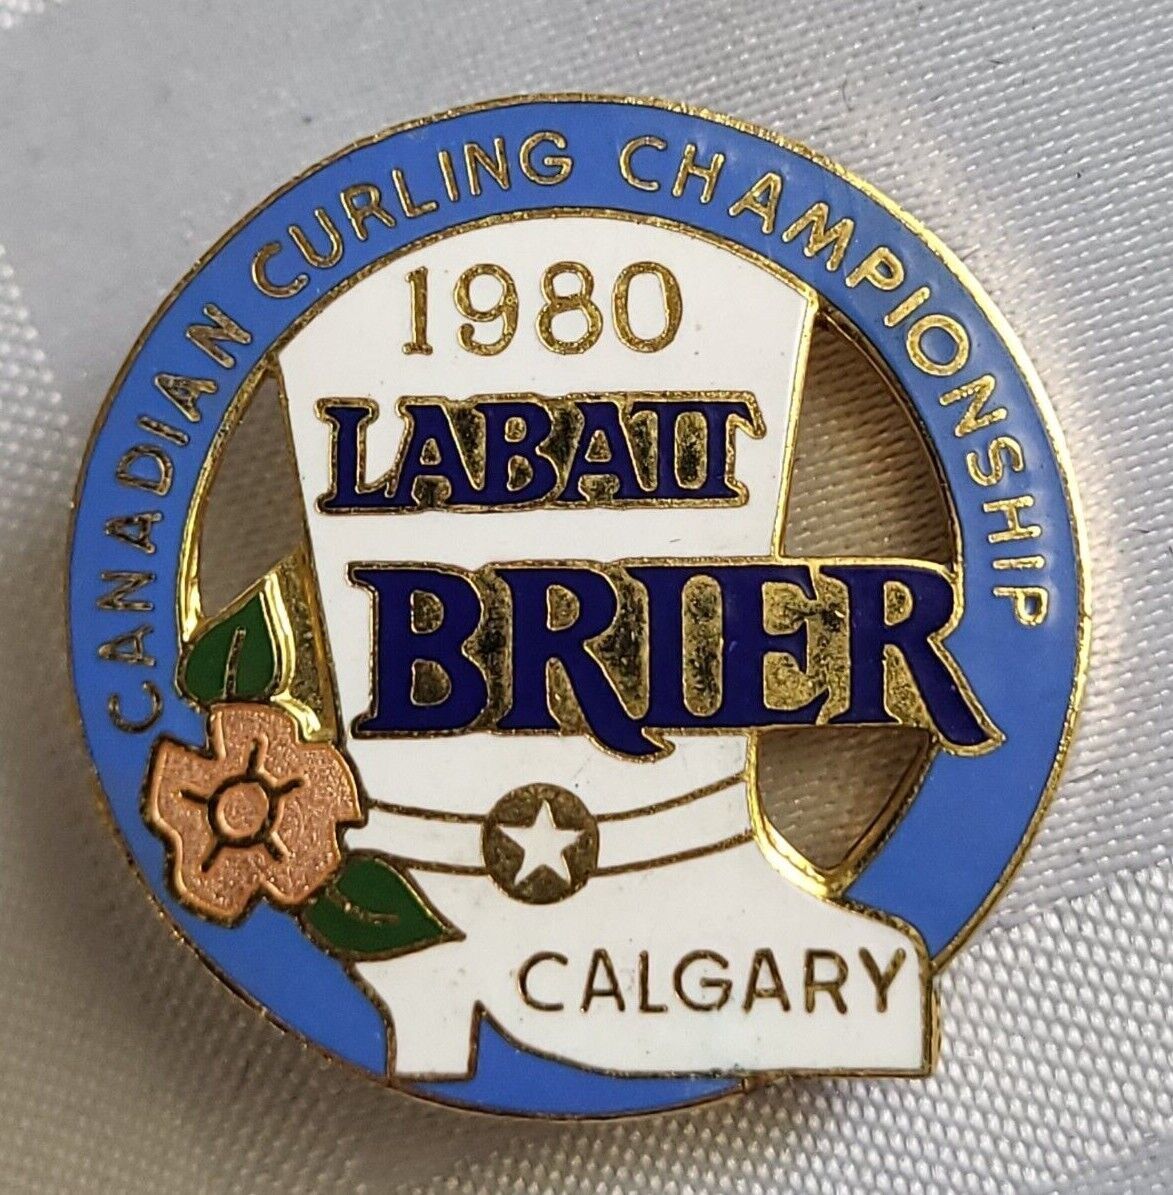 CANADIAN CURLING CHAMPIONSHIP
1980
LABATT
BRIER
CALGARY